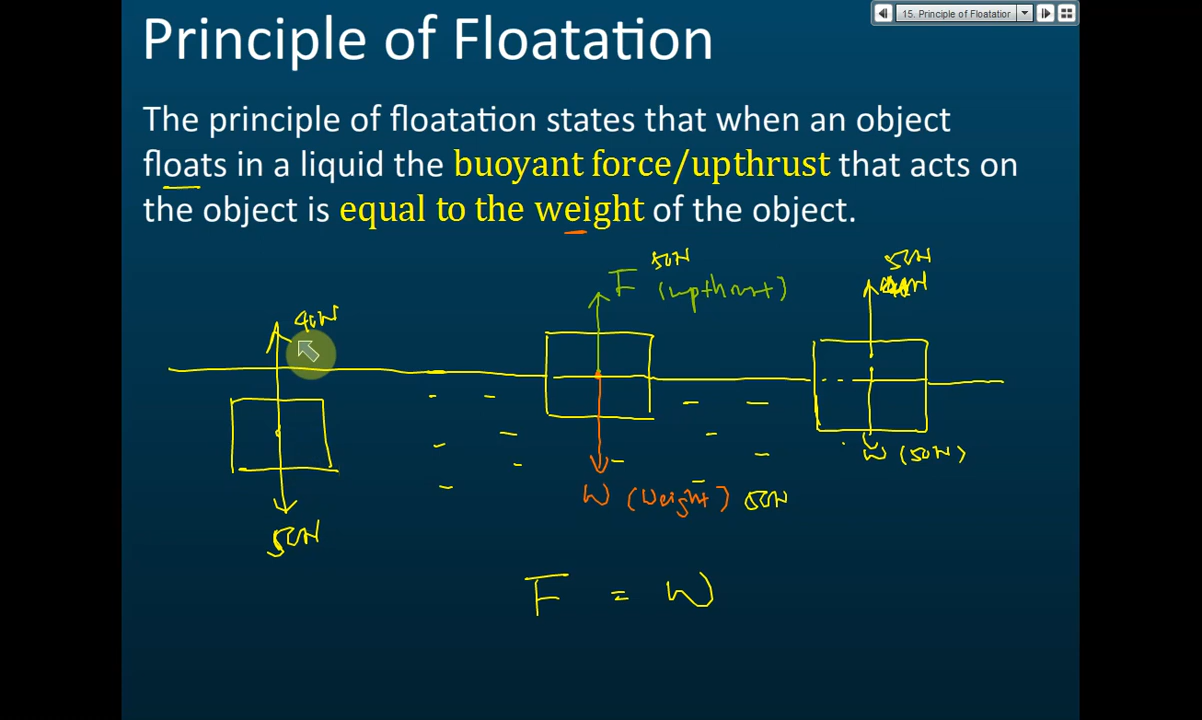 15. Principle of Floatation
Principle of Floatation
The principle of floatation states that when an object
floats in a liquid the buoyant force/upthrust that acts on
the object is equal to the weight of the object.
40N
50N
F (upthrust)
50N
W (Weight) 50N
50N
W (50N)
50N
F = W